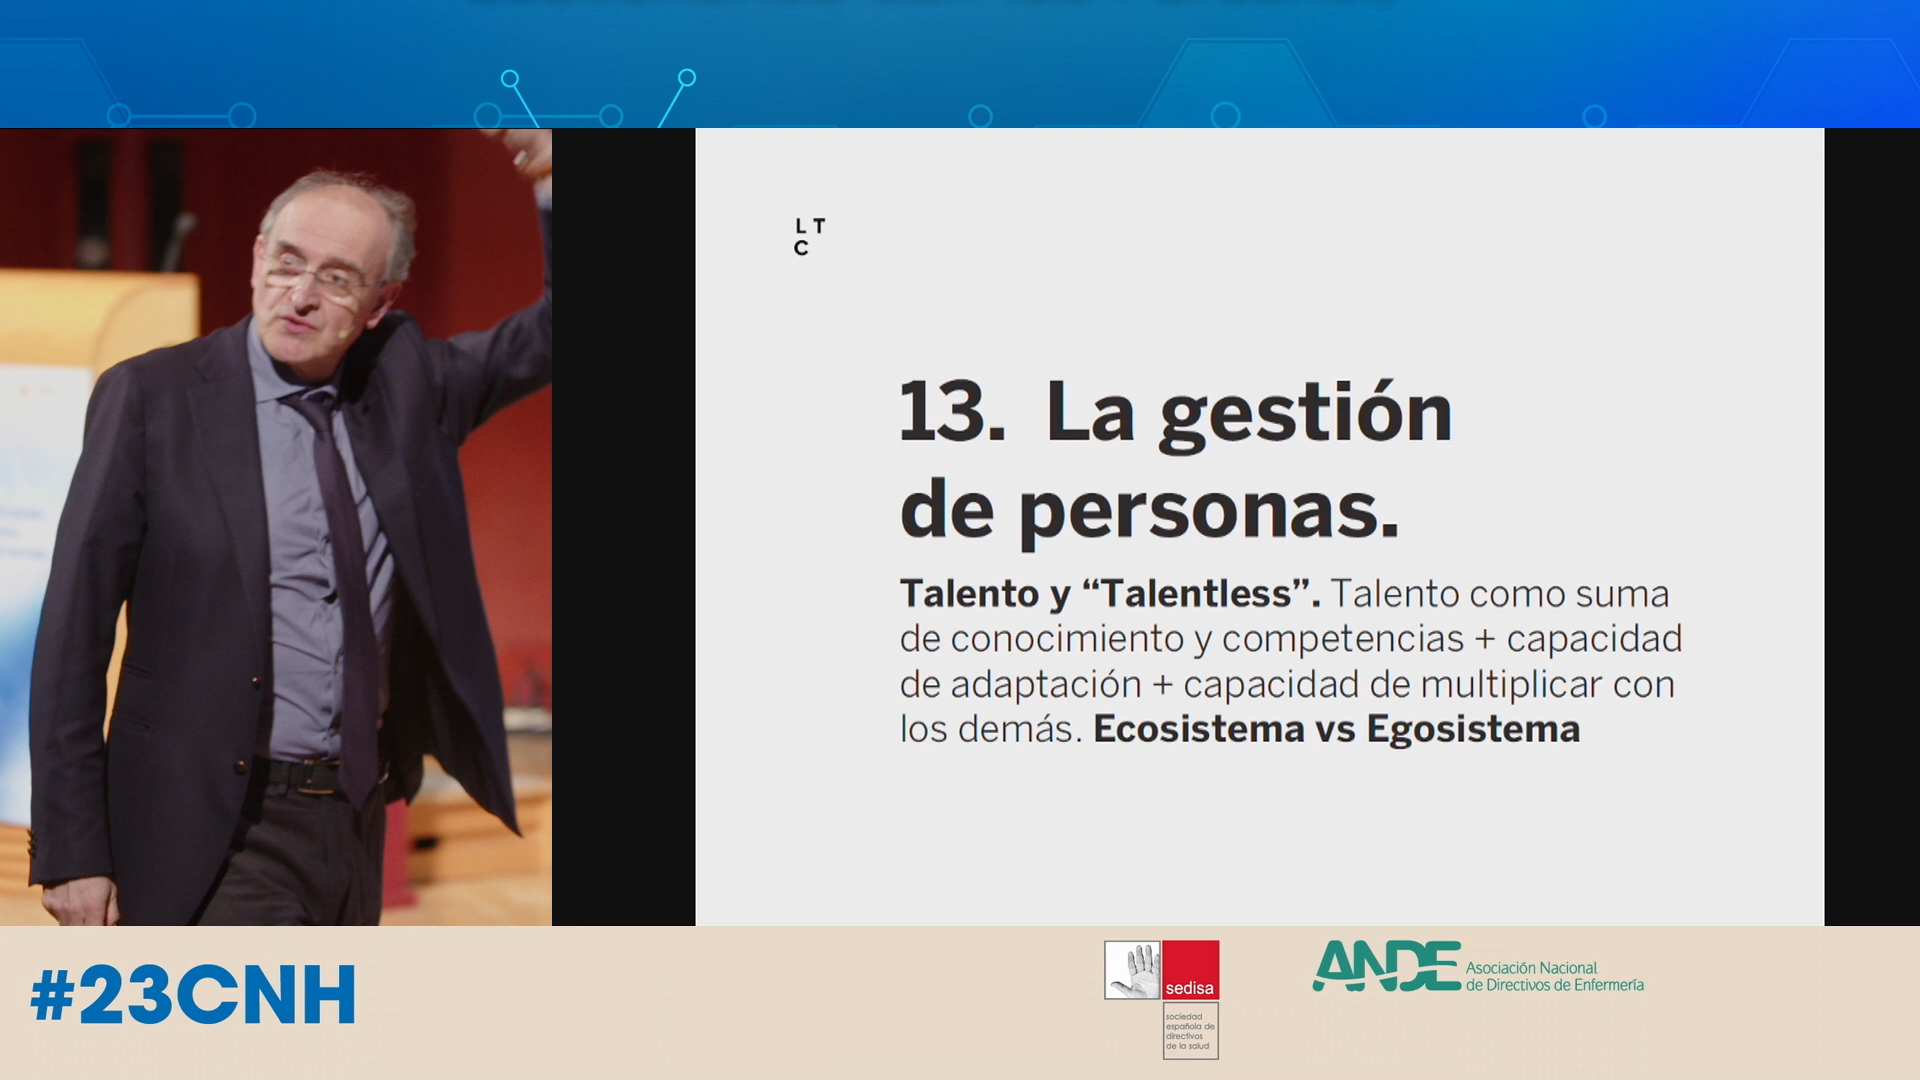 L T
C
13. La gestión
de personas.
Talento y “Talentless”. Talento como suma
de conocimiento y competencias + capacidad
de adaptación + capacidad de multiplicar con
los demás. Ecosistema vs Egosistema
#23CNH
sedisa
sociedad
española de
directivos
de la salud
ANDE
Asociación Nacional
de Directivos de Enfermería